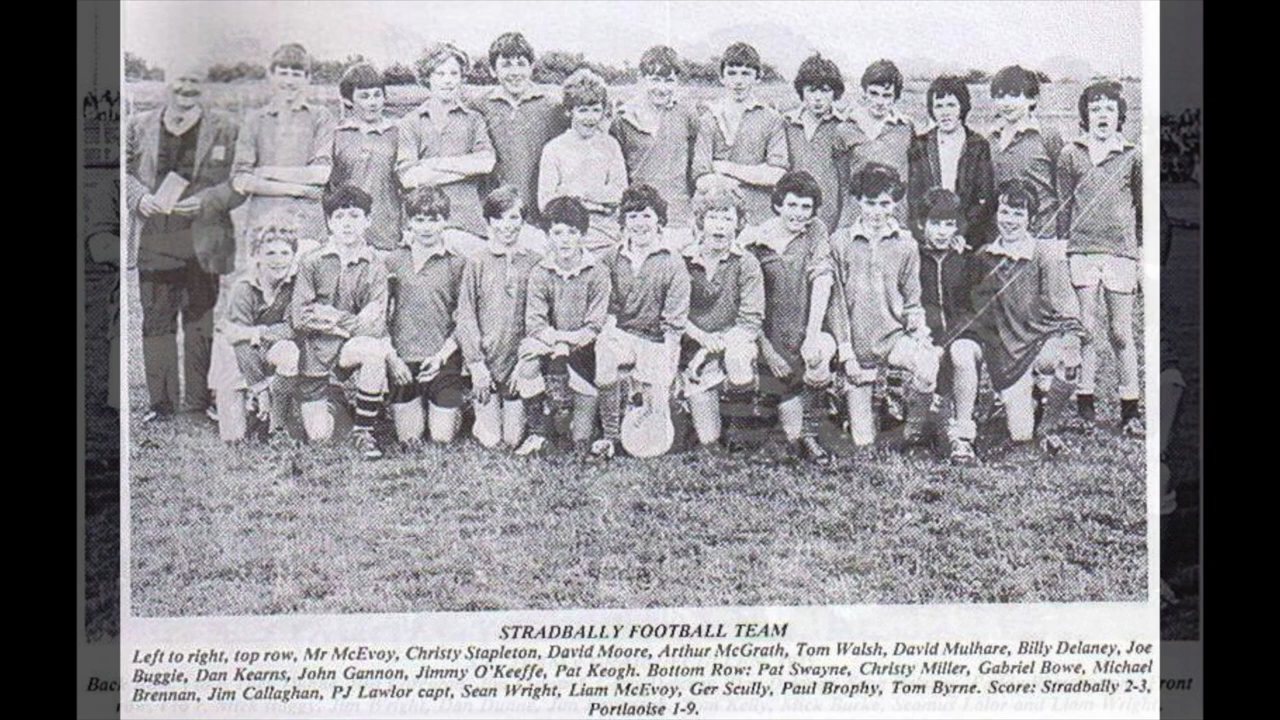 STRADBALLY FOOTBALL TEAM
Left to right, top row, Mr McEvoy, Christy Stapleton, David Moore, Arthur McGrath, Tom Walsh, David Mulhare, Billy Delaney, Joe
Buggie, Dan Kearns, John Gannon, Jimmy O'Keeffe, Pat Keogh. Bottom Row: Pat Swayne, Christy Miller, Gabriel Bowe, Michael
Brennan, Jim Callaghan, PJ Lawlor capt, Sean Wright, Liam McEvoy, Ger Scully, Paul Brophy, Tom Byrne. Score: Stradbally 2-3,
Portlaoise 1-9.